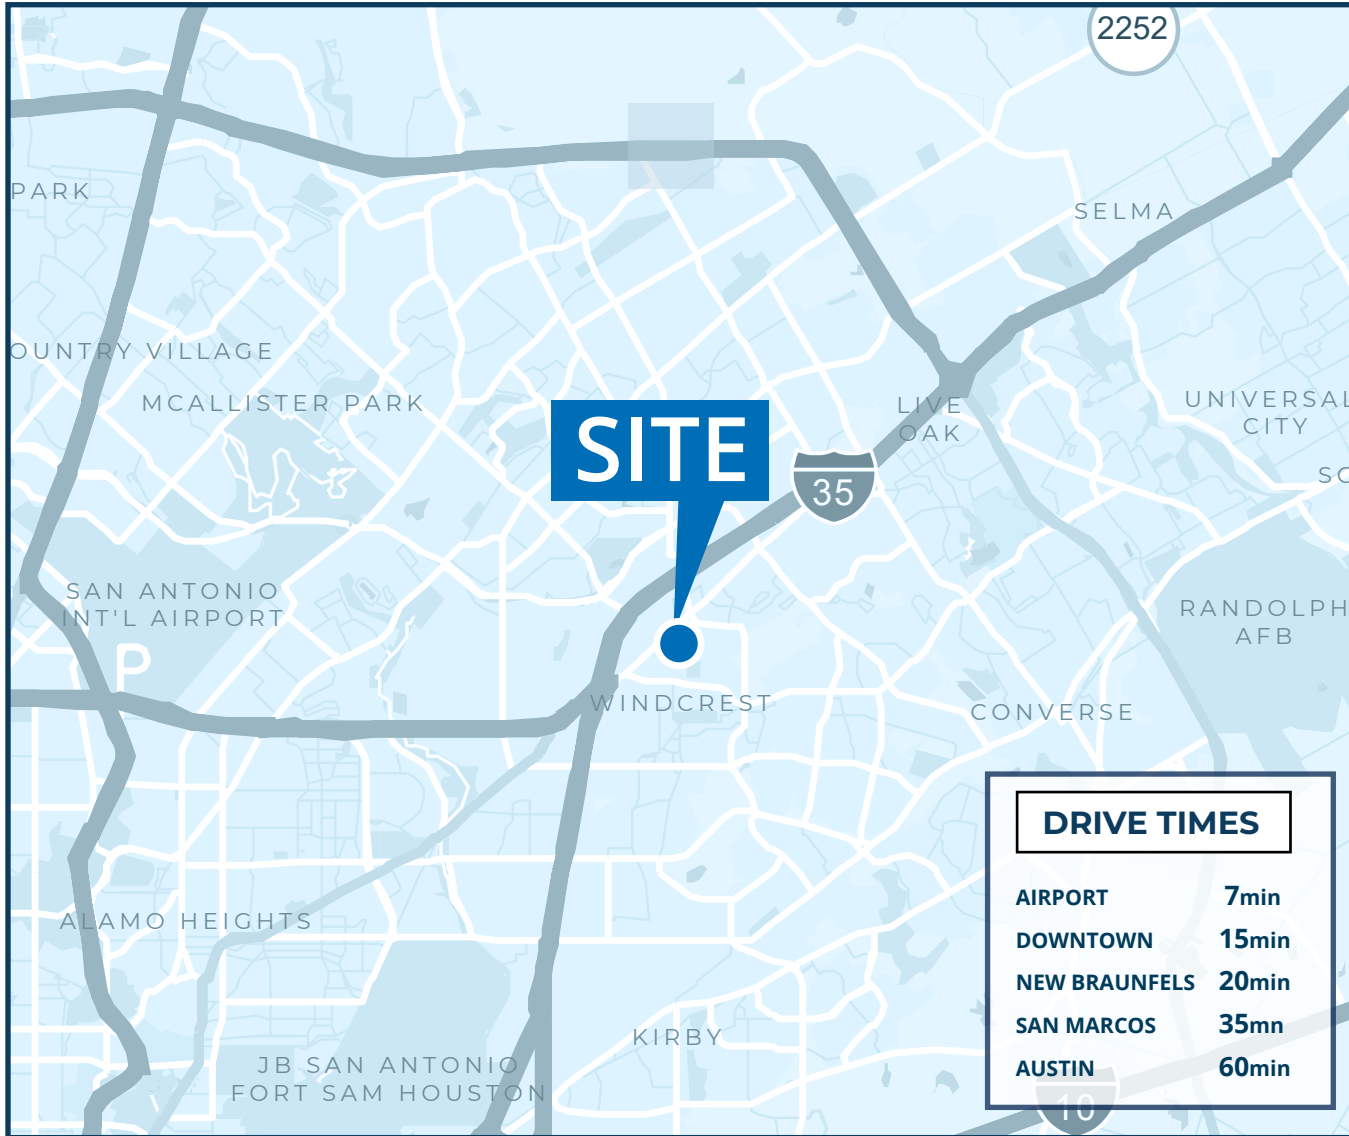 2252
PARK
SELMA
OUNTRY VILLAGE
MCALLISTER PARK
LIVE
OAK
UNIVERSAL
CITY
SITE
35
SC
SAN ANTONIO
INT'L AIRPORT
P
RANDOLPH
AFB
WINDCREST
CONVERSE
DRIVE TIMES
AIRPORT 7min
DOWNTOWN 15min
NEW BRAUNFELS 20min
SAN MARCOS 35mn
AUSTIN 60min
ALAMO HEIGHTS
KIRBY
JB SAN ANTONIO
FORT SAM HOUSTON
10